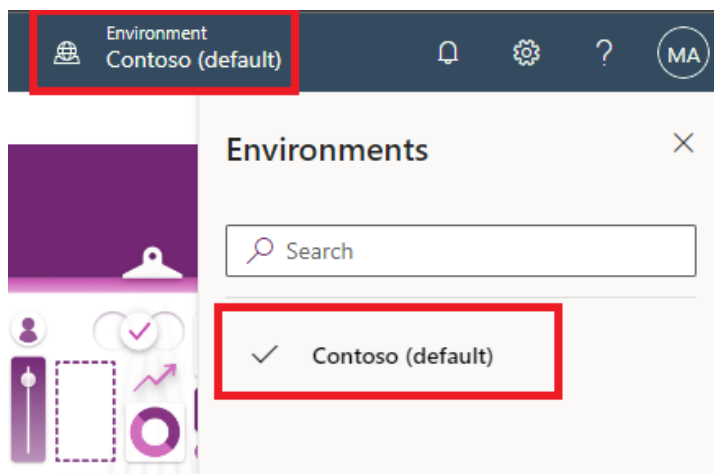 Environment
Contoso (default)
?
MA
Environments
Search
Contoso (default)